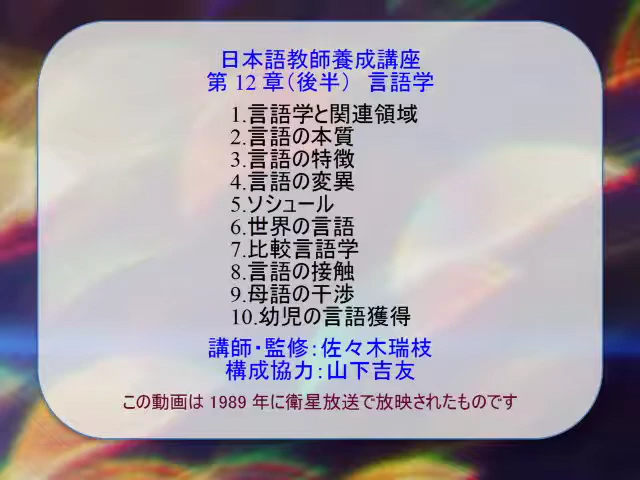 日本語教師養成講座
第 12 章（後半） 言語学
1.言語学と関連領域
2.言語の本質
3.言語の特徴
4.言語の変異
5.ソシュール
6.世界の言語
7.比較言語学
8.言語の接触
9.母語の干渉
10.幼児の言語獲得
講師・監修：佐々木瑞枝
構成協力：山下吉友
この動画は 1989 年に衛星放送で放映されたものです